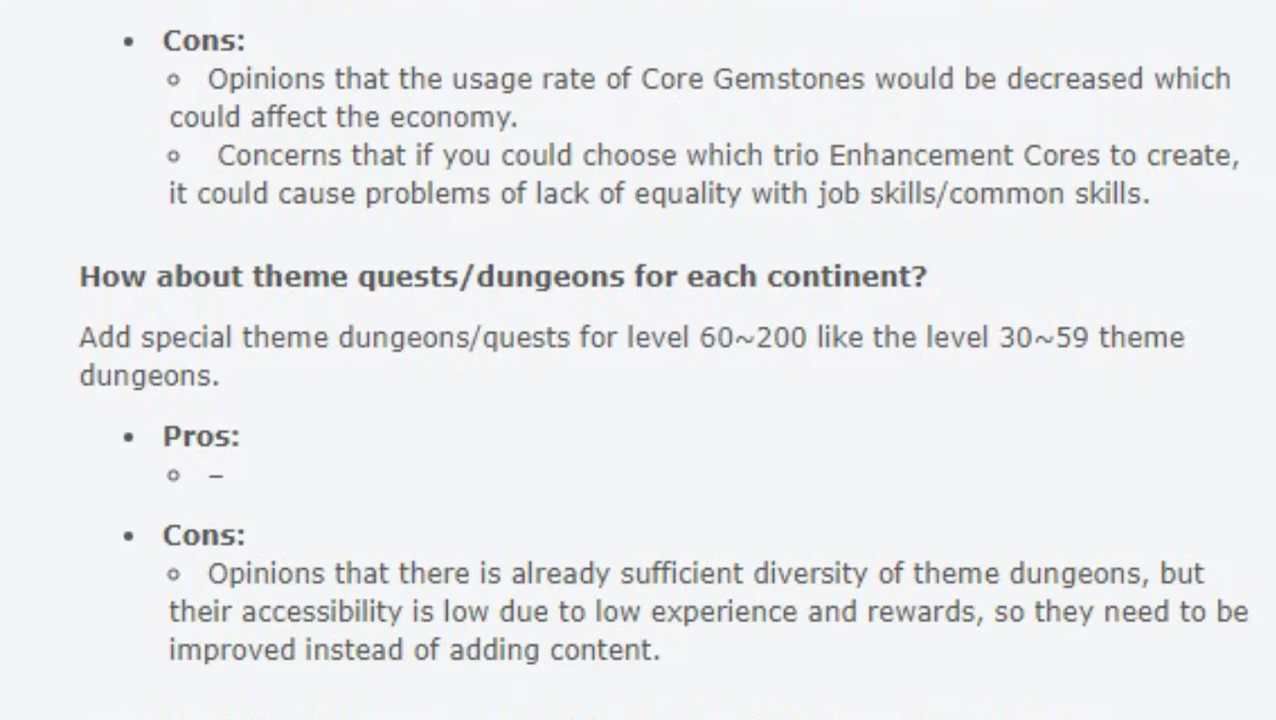 • Cons:
◦ Opinions that the usage rate of Core Gemstones would be decreased which
could affect the economy.
◦ Concerns that if you could choose which trio Enhancement Cores to create,
it could cause problems of lack of equality with job skills/common skills.
How about theme quests/dungeons for each continent?
Add special theme dungeons/quests for level 60~200 like the level 30~59 theme
dungeons.
• Pros:
◦ –
• Cons:
◦ Opinions that there is already sufficient diversity of theme dungeons, but
their accessibility is low due to low experience and rewards, so they need to be
improved instead of adding content.